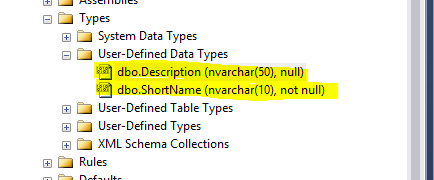 Assemblies
Types
System Data Types
User-Defined Data Types
dbo.Description (nvarchar(50), null)
dbo.ShortName (nvarchar(10), not null)
User-Defined Table Types
User-Defined Types
XML Schema Collections
Rules
Defaults